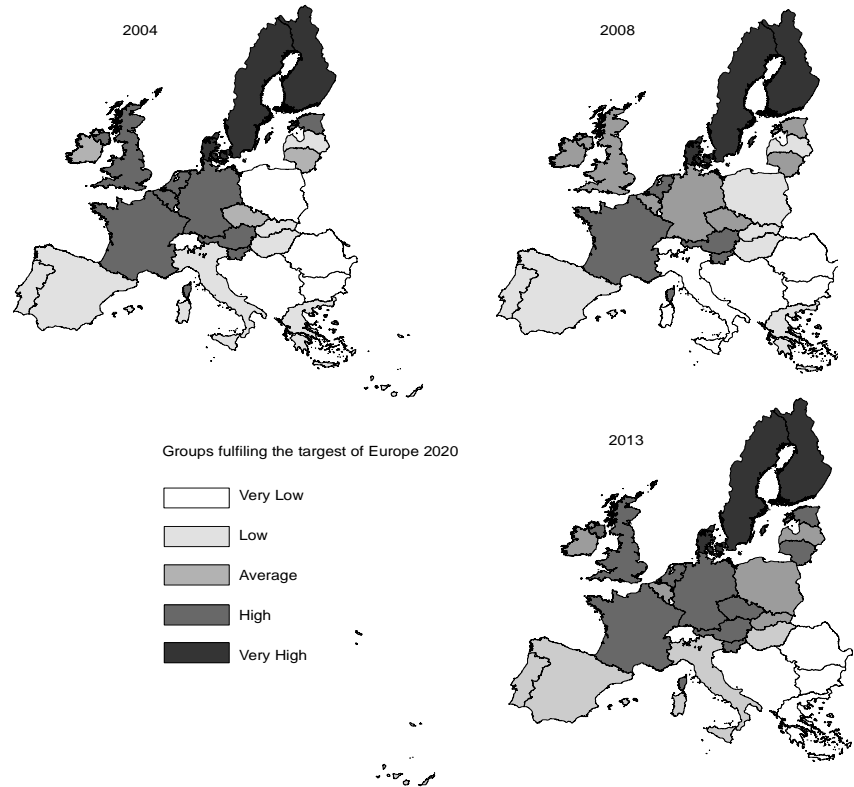 2004
2008
2013
Groups fulfiling the targest of Europe 2020
Very Low
Low
Average
High
Very High